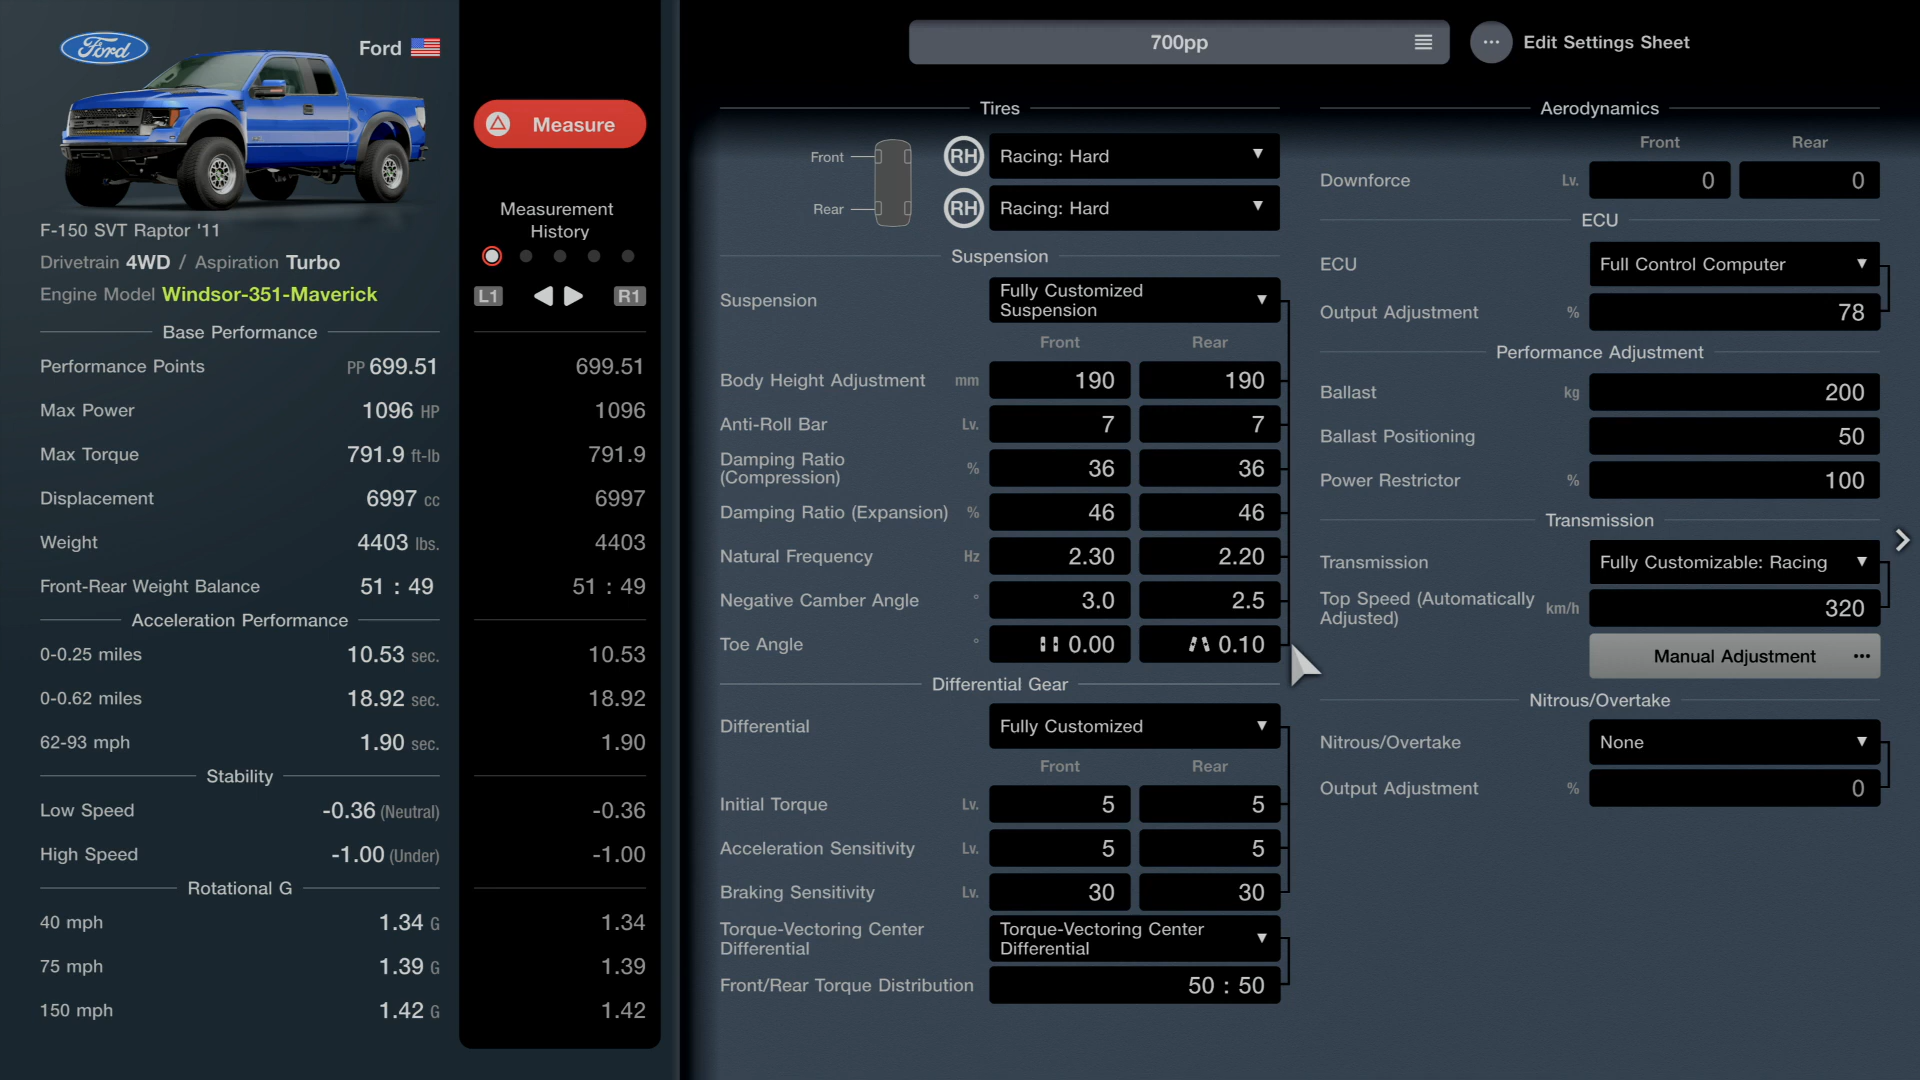 Ford
Ford
F-150 SVT Raptor '11
Drivetrain 4WD / Aspiration Turbo
Engine Model Windsor-351-Maverick
Base Performance
Performance Points PP 699.51
Max Power 1096 HP
Max Torque 791.9 ft-lb
Displacement 6997 cc
Weight 4403 lbs.
Front-Rear Weight Balance 51 : 49
Acceleration Performance
0-0.25 miles 10.53 sec.
0-0.62 miles 18.92 sec.
62-93 mph 1.90 sec.
Stability
Low Speed -0.36 (Neutral)
High Speed -1.00 (Under)
Rotational G
40 mph 1.34 G
75 mph 1.39 G
150 mph 1.42 G
Measure
Measurement
History
L1 R1
699.51
1096
791.9
6997
4403
51 : 49
10.53
18.92
1.90
-0.36
-1.00
1.34
1.39
1.42
700pp
Edit Settings Sheet
Tires
Front RH Racing: Hard
Rear RH Racing: Hard
Suspension
Suspension Fully Customized
Suspension
Front Rear
Body Height Adjustment mm 190 190
Anti-Roll Bar Lv. 7 7
Damping Ratio
(Compression) % 36 36
Damping Ratio (Expansion) % 46 46
Natural Frequency Hz 2.30 2.20
Negative Camber Angle ° 3.0 2.5
Toe Angle ° 0.00 0.10
Differential Gear
Differential Fully Customized
Front Rear
Initial Torque Lv. 5 5
Acceleration Sensitivity Lv. 5 5
Braking Sensitivity Lv. 30 30
Torque-Vectoring Center Torque-Vectoring Center
Differential Differential
Front/Rear Torque Distribution 50 : 50
Aerodynamics
Front Rear
Downforce Lv. 0 0
ECU
ECU Full Control Computer
Output Adjustment % 78
Performance Adjustment
Ballast kg 200
Ballast Positioning 50
Power Restrictor % 100
Transmission
Transmission Fully Customizable: Racing
Top Speed (Automatically
Adjusted) km/h 320
Manual Adjustment
Nitrous/Overtake
Nitrous/Overtake None
Output Adjustment % 0